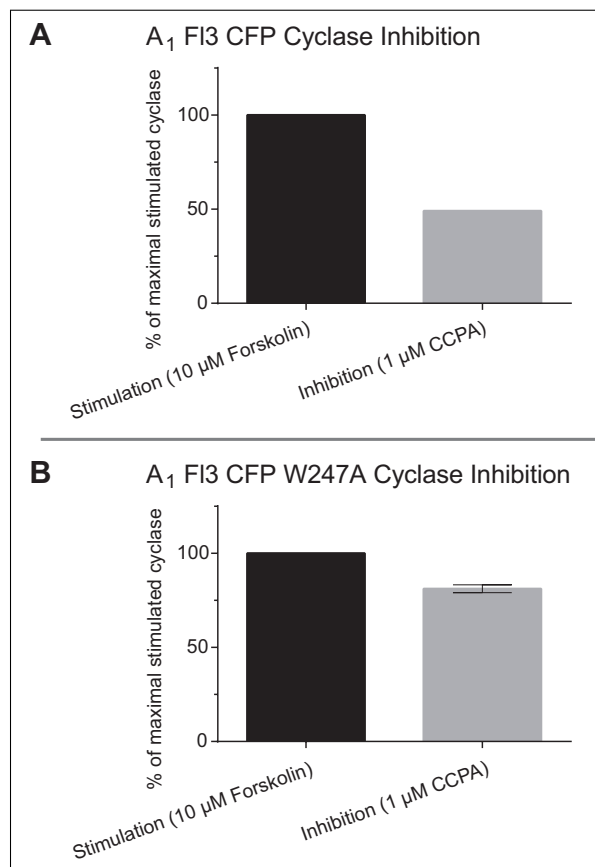 A
A₁ Fl3 CFP Cyclase Inhibition
% of maximal stimulated cyclase
100
50
0
Stimulation (10 µM Forskolin)
Inhibition (1 µM CCPA)
B
A₁ Fl3 CFP W247A Cyclase Inhibition
% of maximal stimulated cyclase
100
50
0
Stimulation (10 µM Forskolin)
Inhibition (1 µM CCPA)